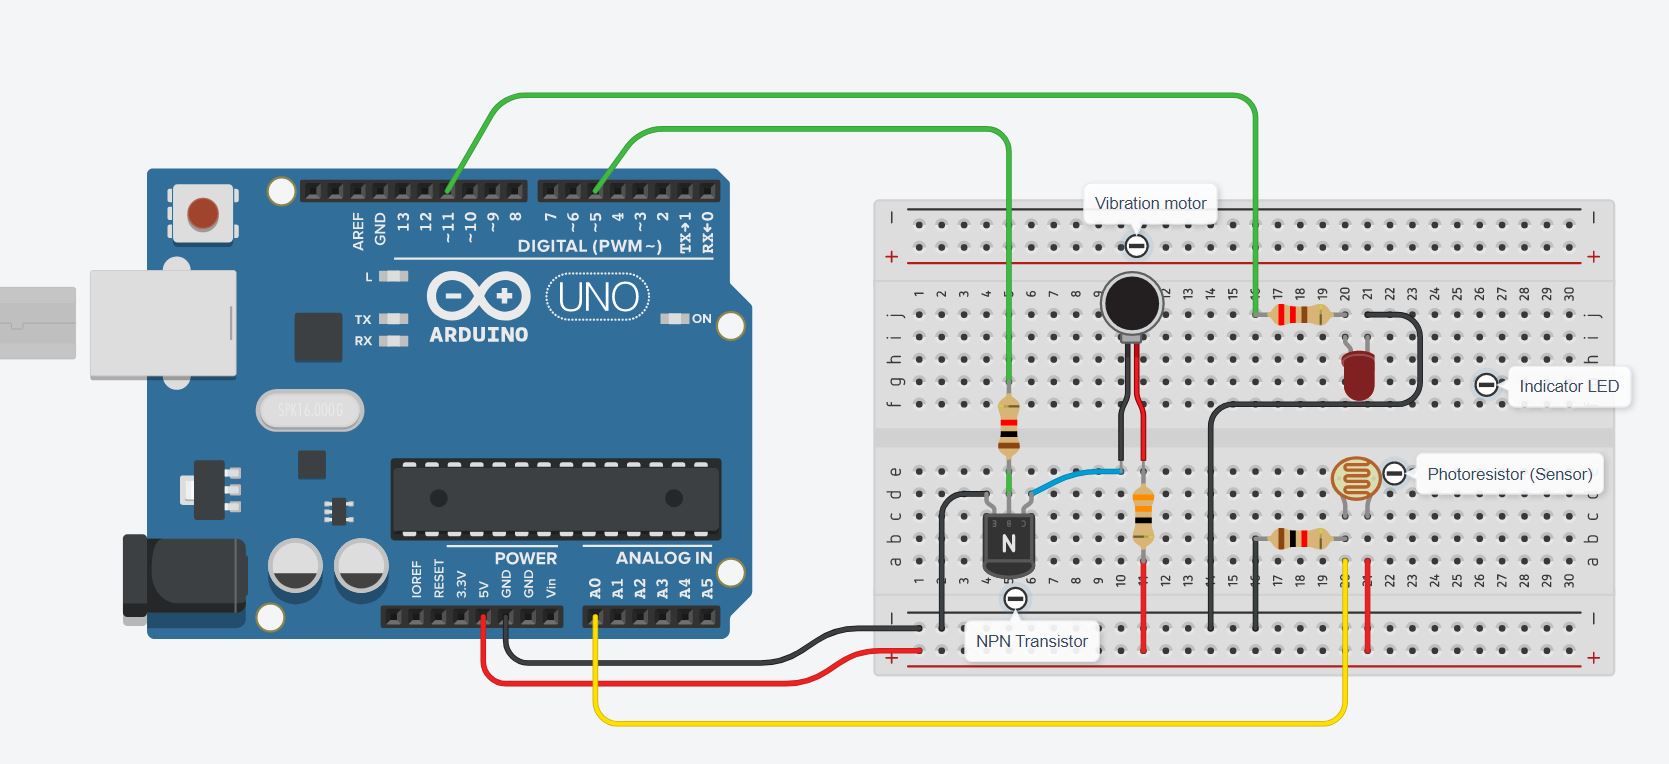 Vibration motor
AREF
GND
13
12
~11
~10
~9
8
7
~6
~5
4
~3
2
TX→1
RX←0
DIGITAL (PWM~)
L
TX
RX
UNO
ARDUINO
ON
SPK16.000G
POWER
ANALOG IN
IOREF
RESET
3.3V
5V
GND
GND
Vin
A0
A1
A2
A3
A4
A5
− −
+ +
1 2 3 4 5 6 7 8 9 12 13 14 15 16 17 18 19 20 21 22 23 24 25 26 27 28 29 30
j j
i i
h h
g
f
Indicator LED
e
d
c c
b b
a a
Photoresistor (Sensor)
E B C
N
1 2 3 4 5 6 7 8 9 10 11 12 13 14 15 16 17 18 19 20 21 22 23 24 25 26 27 28 29 30
NPN Transistor
− −
+ +